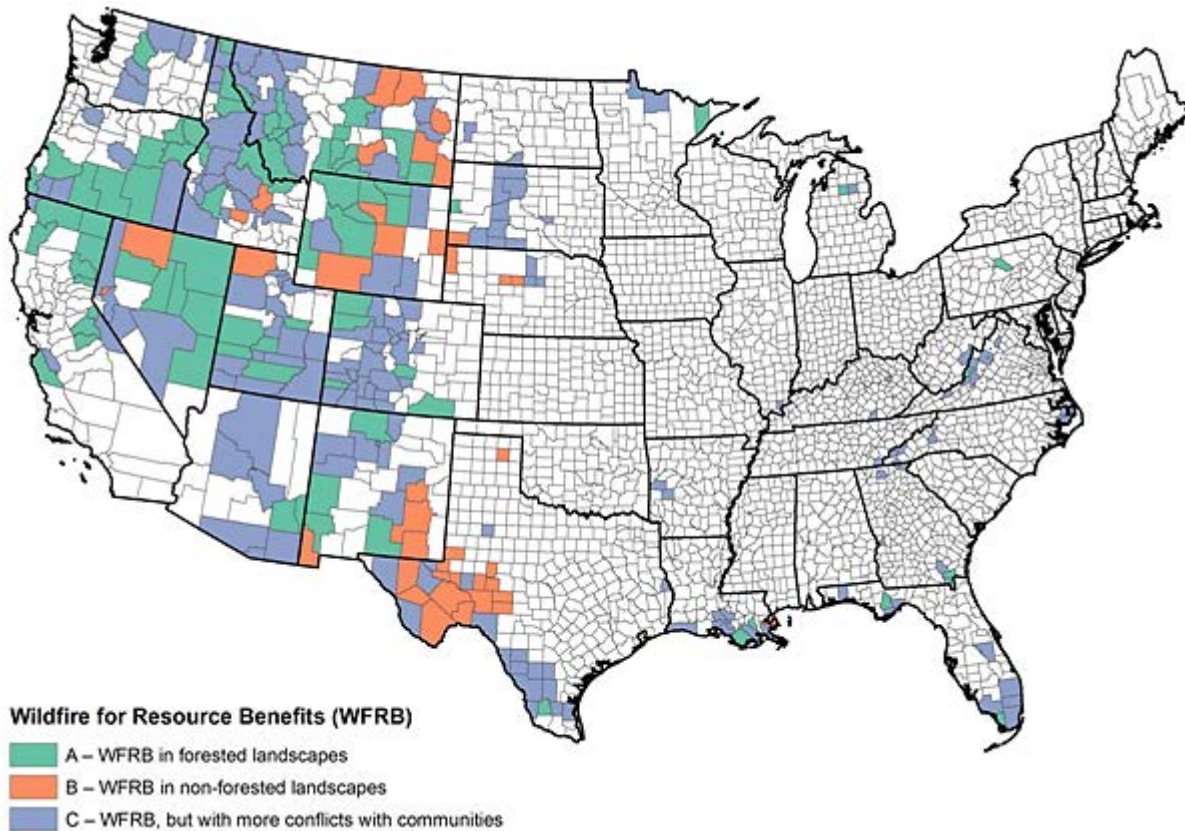 Wildfire for Resource Benefits (WFRB)
A – WFRB in forested landscapes
B – WFRB in non-forested landscapes
C – WFRB, but with more conflicts with communities